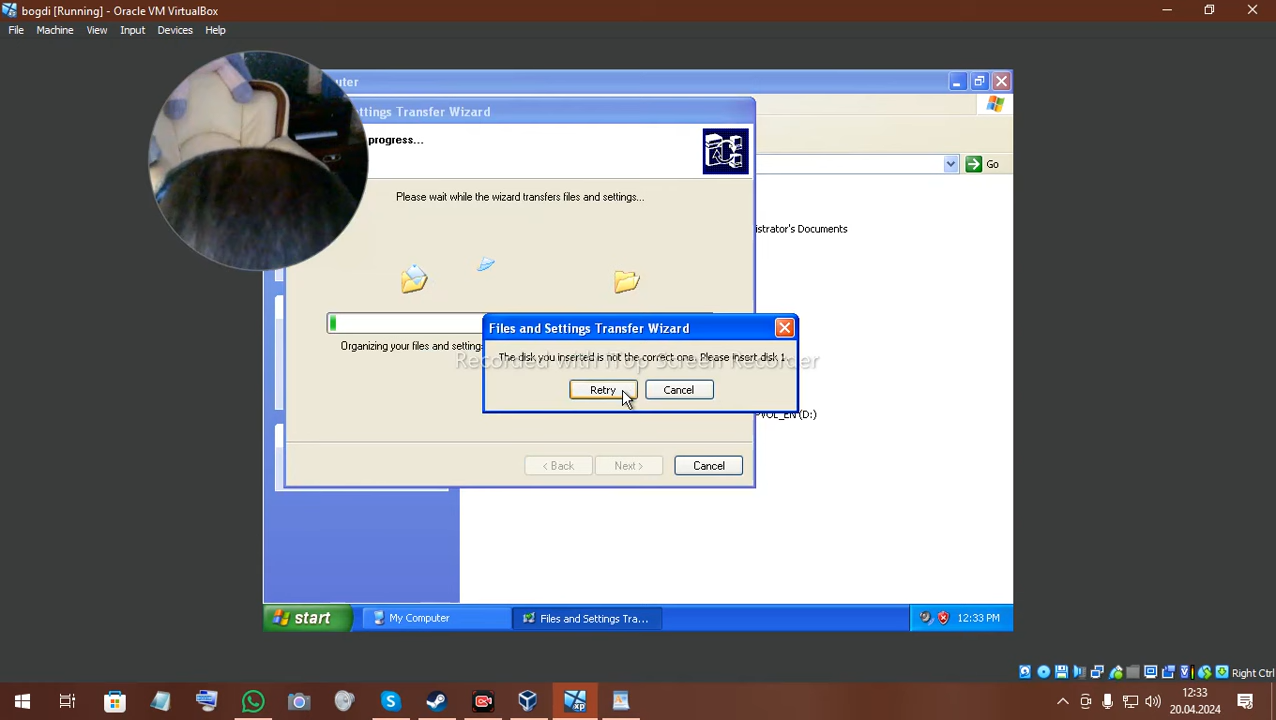 bogdi [Running] - Oracle VM VirtualBox
File Machine View Input Devices Help
uter
ettings Transfer Wizard
progress...
Go
Please wait while the wizard transfers files and settings...
istrator's Documents
Files and Settings Transfer Wizard
Organizing your files and setting
The disk you inserted is not the correct one. Please insert disk 1.
Recorded with iTop Screen Recorder
Retry Cancel
PVOL_EN (D:)
< Back Next > Cancel
start My Computer Files and Settings Tra... 12:33 PM
Right Ctrl
xp
12:33
20.04.2024